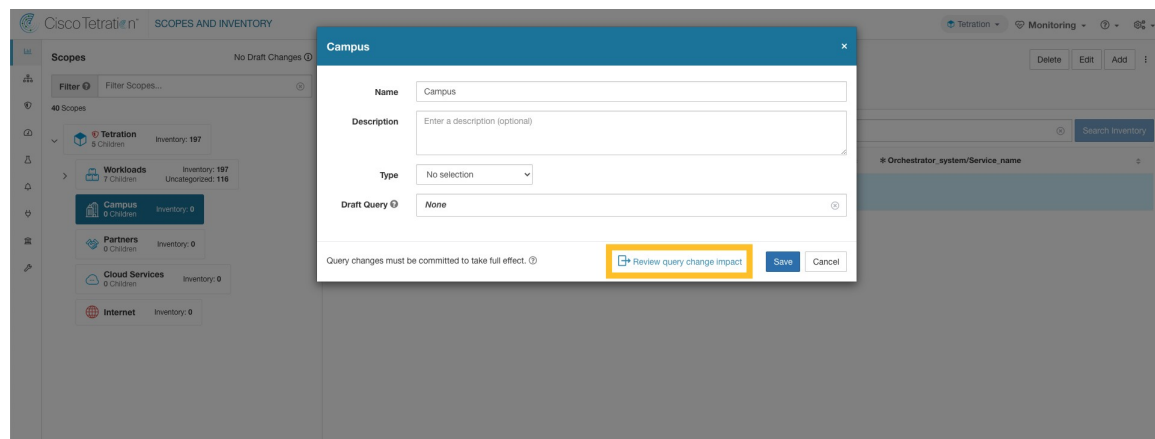 Cisco Tetration SCOPES AND INVENTORY
Tetration
Monitoring
Scopes
No Draft Changes
Filter
Filter Scopes...
40 Scopes
Tetration
5 Children
Inventory: 197
Workloads
7 Children
Inventory: 197
Uncategorized: 116
Campus
0 Children
Inventory: 0
Partners
0 Children
Inventory: 0
Cloud Services
0 Children
Inventory: 0
Internet
Inventory: 0
Campus
×
Name
Campus
Description
Enter a description (optional)
Type
No selection
Draft Query
None
Query changes must be committed to take full effect.
Review query change impact
Save
Cancel
Delete
Edit
Add
Search Inventory
Orchestrator_system/Service_name